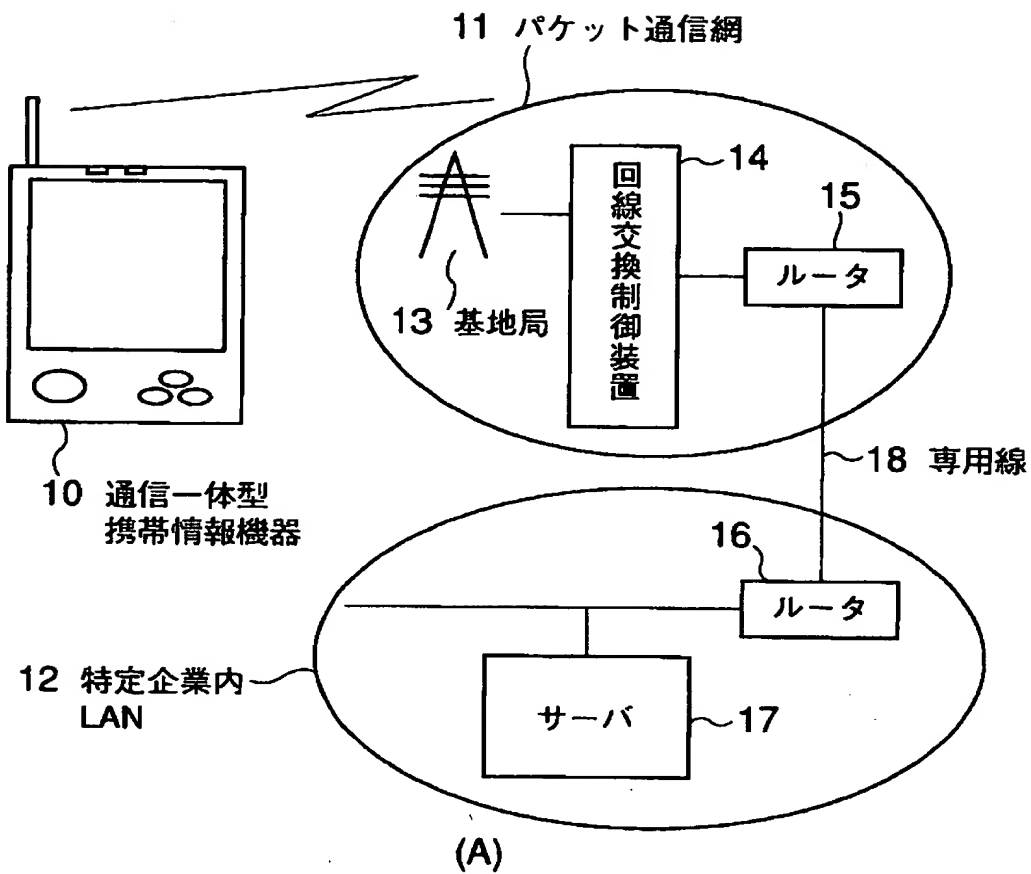 11 パケット通信網
14
回線交換制御装置
15
ルータ
13 基地局
18 専用線
10 通信一体型
携帯情報機器
16
ルータ
12 特定企業内
LAN
サーバ
17
(A)